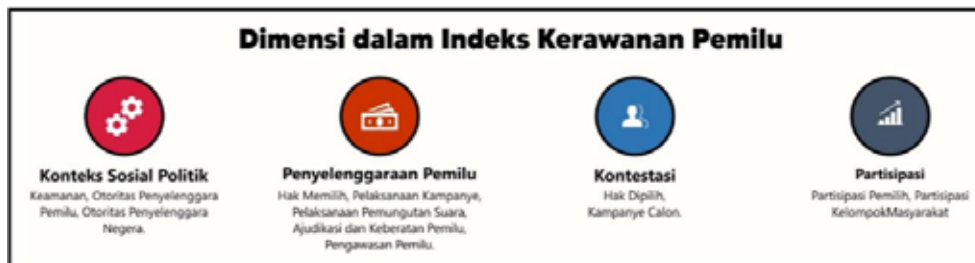 Dimensi dalam Indeks Kerawanan Pemilu
Konteks Sosial Politik
Keamanan, Otoritas Penyelenggara
Pemilu, Otoritas Penyelenggara
Negera.
Penyelenggaraan Pemilu
Hak Memilih, Pelaksanaan Kampanye,
Pelaksanaan Pemungutan Suara,
Ajudikasi dan Keberatan Pemilu,
Pengawasan Pemilu.
Kontestasi
Hak Dipilih,
Kampanye Calon.
Partisipasi
Partisipasi Pemilih, Partisipasi
KelompokMasyarakat